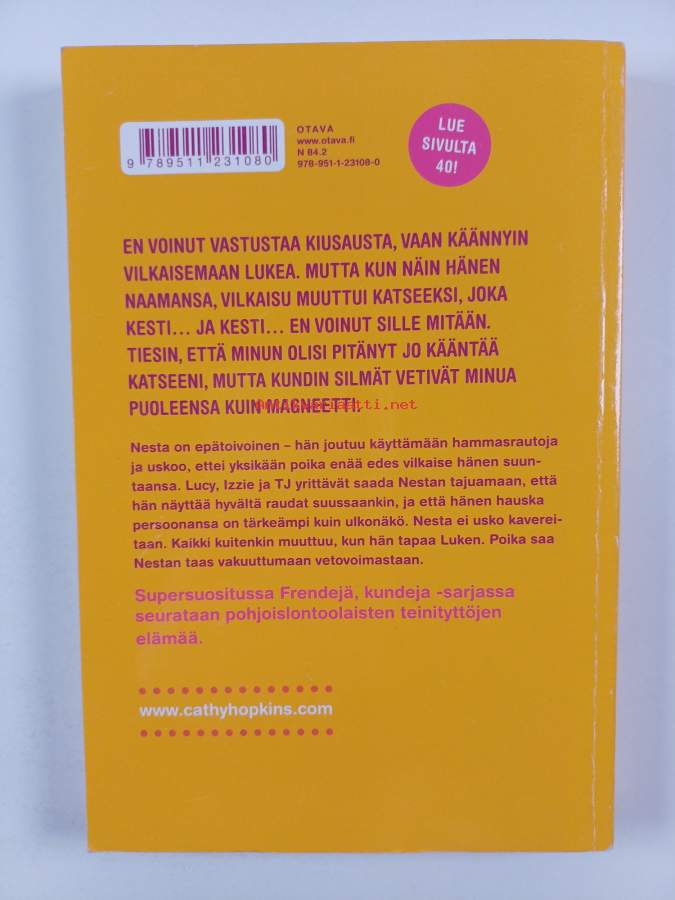 OTAVA
www.otava.fi
N 84.2
978-951-1-23108-0
9 789511 231080
LUE
SIVULTA
40!
EN VOINUT VASTUSTAA KIUSAUSTA, VAAN KÄÄNNYIN
VILKAISEMAAN LUKEA. MUTTA KUN NÄIN HÄNEN
NAAMANSA, VILKAISU MUUTTUI KATSEEKSI, JOKA
KESTI... JA KESTI... EN VOINUT SILLE MITÄÄN.
TIESIN, ETTÄ MINUN OLISI PITÄNYT JO KÄÄNTÄÄ
KATSEENI, MUTTA KUNDIN SILMÄT VETIVÄT MINUA
PUOLEENSA KUIN MAGNEETTI.
Nesta on epätoivoinen – hän joutuu käyttämään hammasrautoja
ja uskoo, ettei yksikään poika enää edes vilkaise hänen suun-
taansa. Lucy, Izzie ja TJ yrittävät saada Nestan tajuamaan, että
hän näyttää hyvältä raudat suussaankin, ja että hänen hauska
persoonansa on tärkeämpi kuin ulkonäkö. Nesta ei usko kaverei-
taan. Kaikki kuitenkin muuttuu, kun hän tapaa Luken. Poika saa
Nestan taas vakuuttumaan vetovoimastaan.
Supersuositussa Frendejä, kundeja -sarjassa
seurataan pohjoislontoolaisten teinityttöjen
elämää.
www.cathyhopkins.com